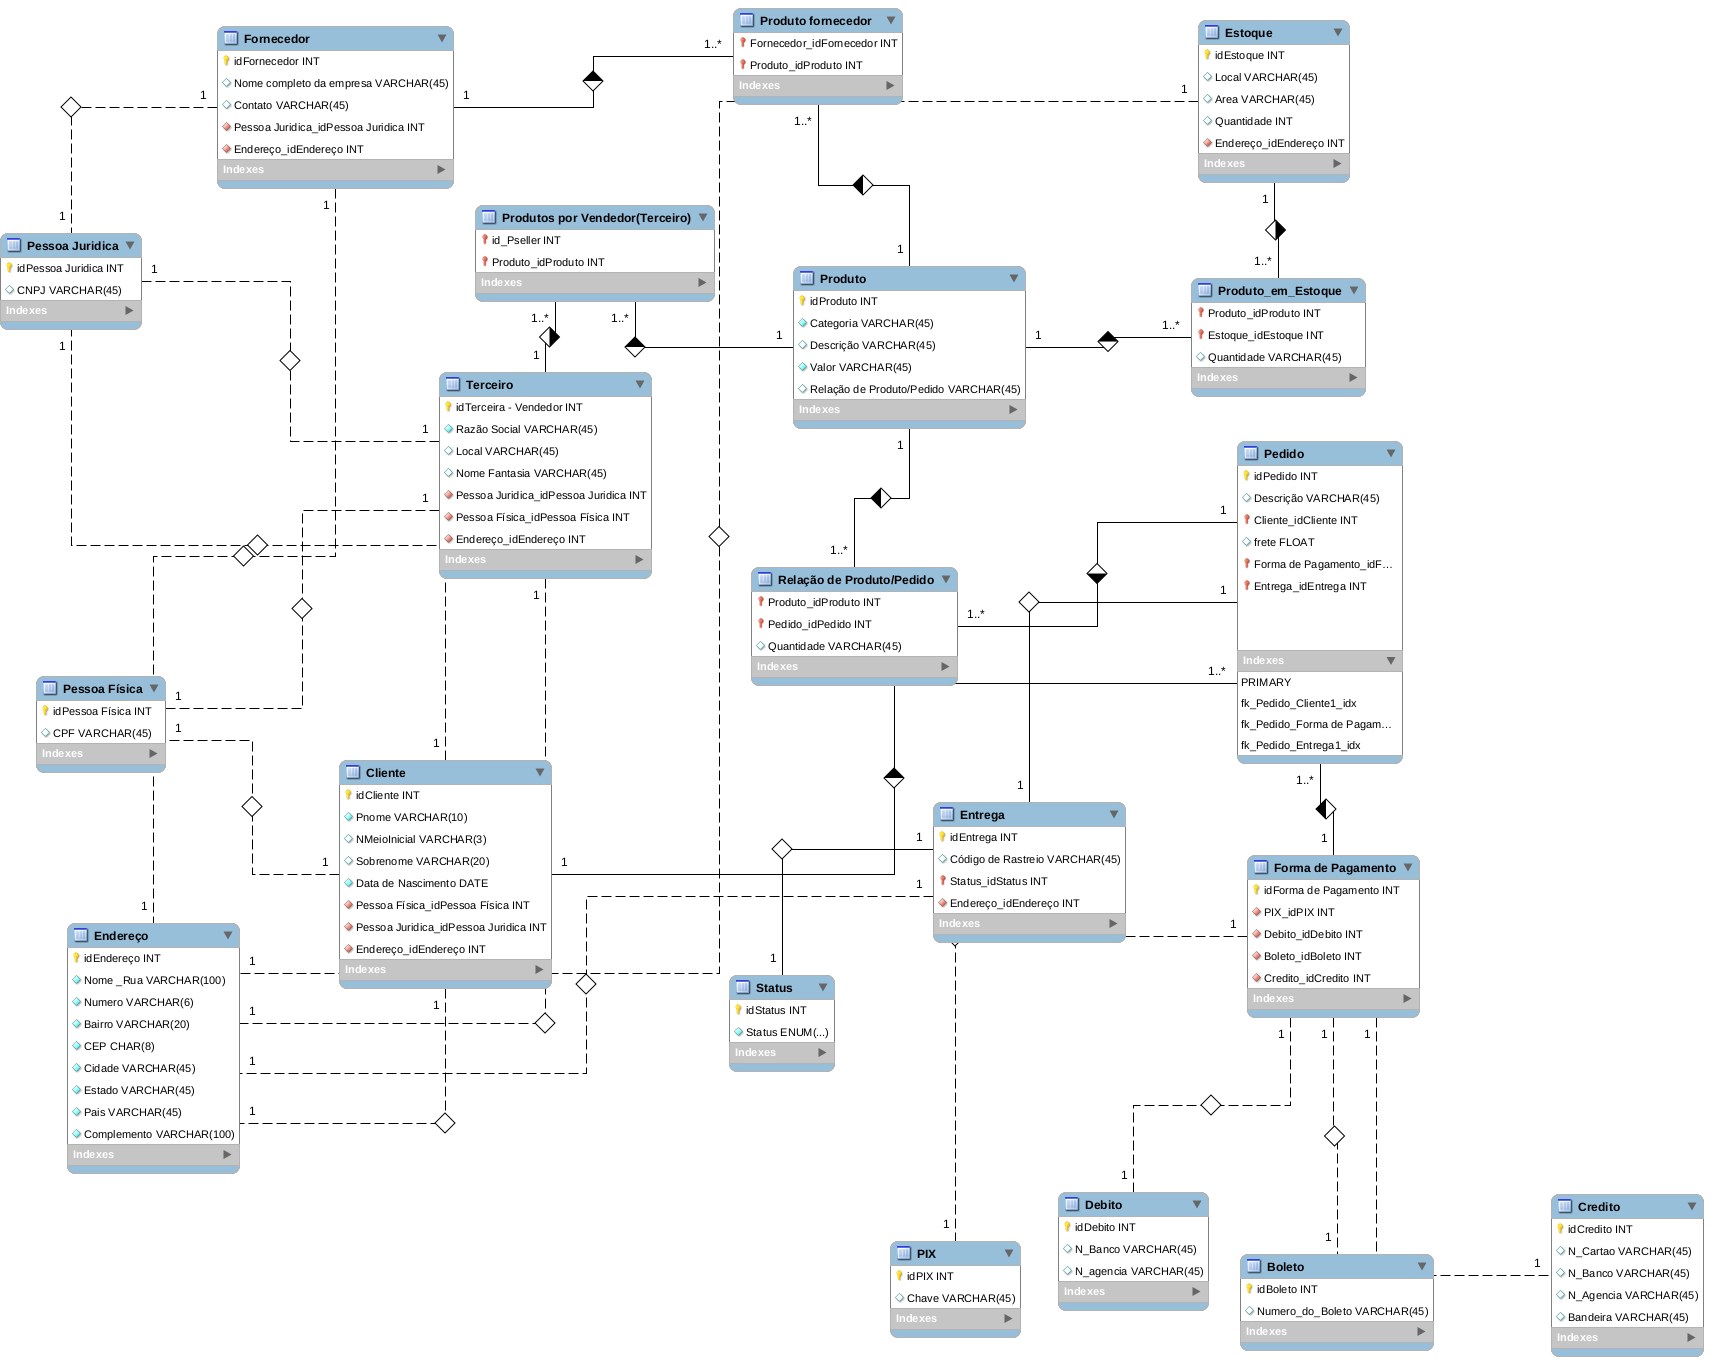 Fornecedor
idFornecedor INT
Nome completo da empresa VARCHAR(45)
Contato VARCHAR(45)
Pessoa Juridica_idPessoa Juridica INT
Endereço_idEndereço INT
Indexes
1
1
1
1..*
Produto fornecedor
Fornecedor_idFornecedor INT
Produto_idProduto INT
Indexes
1..*
1
Estoque
idEstoque INT
Local VARCHAR(45)
Area VARCHAR(45)
Quantidade INT
Endereço_idEndereço INT
Indexes
1
1
1..*
Pessoa Juridica
idPessoa Juridica INT
CNPJ VARCHAR(45)
Indexes
1
1
1
Produtos por Vendedor(Terceiro)
id_Pseller INT
Produto_idProduto INT
Indexes
1..*
1..*
1
1
Produto
idProduto INT
Categoria VARCHAR(45)
Descrição VARCHAR(45)
Valor VARCHAR(45)
Relação de Produto/Pedido VARCHAR(45)
Indexes
1
1
1..*
Produto_em_Estoque
Produto_idProduto INT
Estoque_idEstoque INT
Quantidade VARCHAR(45)
Indexes
Terceiro
idTerceira - Vendedor INT
Razão Social VARCHAR(45)
Local VARCHAR(45)
Nome Fantasia VARCHAR(45)
Pessoa Juridica_idPessoa Juridica INT
Pessoa Física_idPessoa Física INT
Endereço_idEndereço INT
Indexes
1
1
1
Pedido
idPedido INT
Descrição VARCHAR(45)
Cliente_idCliente INT
frete FLOAT
Forma de Pagamento_idF...
Entrega_idEntrega INT
Indexes
PRIMARY
fk_Pedido_Cliente1_idx
fk_Pedido_Forma de Pagam...
fk_Pedido_Entrega1_idx
1
1
1..*
1..*
1
1..*
Relação de Produto/Pedido
Produto_idProduto INT
Pedido_idPedido INT
Quantidade VARCHAR(45)
Indexes
1..*
Pessoa Física
idPessoa Física INT
CPF VARCHAR(45)
Indexes
1
1
1
Cliente
idCliente INT
Pnome VARCHAR(10)
NMeioInicial VARCHAR(3)
Sobrenome VARCHAR(20)
Data de Nascimento DATE
Pessoa Física_idPessoa Física INT
Pessoa Juridica_idPessoa Juridica INT
Endereço_idEndereço INT
Indexes
1
1
1
1
Entrega
idEntrega INT
Código de Rastreio VARCHAR(45)
Status_idStatus INT
Endereço_idEndereço INT
Indexes
1
1
Forma de Pagamento
idForma de Pagamento INT
PIX_idPIX INT
Debito_idDebito INT
Boleto_idBoleto INT
Credito_idCredito INT
Indexes
1
1
1
1
1
Endereço
idEndereço INT
Nome _Rua VARCHAR(100)
Numero VARCHAR(6)
Bairro VARCHAR(20)
CEP CHAR(8)
Cidade VARCHAR(45)
Estado VARCHAR(45)
Pais VARCHAR(45)
Complemento VARCHAR(100)
Indexes
1
1
1
1
1
Status
idStatus INT
Status ENUM(...)
Indexes
1
PIX
idPIX INT
Chave VARCHAR(45)
Indexes
1
Debito
idDebito INT
N_Banco VARCHAR(45)
N_agencia VARCHAR(45)
Indexes
1
Boleto
idBoleto INT
Numero_do_Boleto VARCHAR(45)
Indexes
1
Credito
idCredito INT
N_Cartao VARCHAR(45)
N_Banco VARCHAR(45)
N_Agencia VARCHAR(45)
Bandeira VARCHAR(45)
Indexes